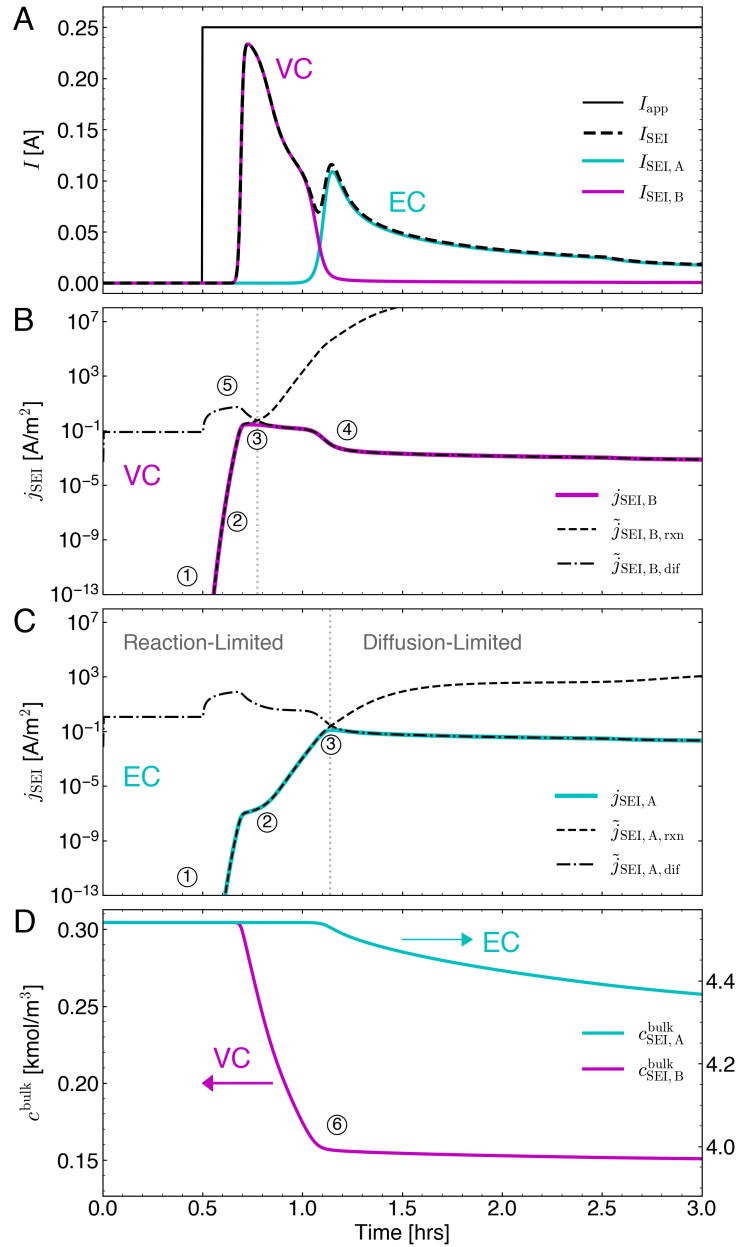 A
0.25
0.20
0.15
0.10
0.05
0.00
I [A]
VC
EC
I_app
I_SEI
I_SEI, A
I_SEI, B
B
10^7
10^3
10^−1
10^−5
10^−9
10^−13
j_SEI [A/m^2]
VC
①
②
③
④
⑤
j_SEI, B
j̃_SEI, B, rxn
j̃_SEI, B, dif
C
10^7
10^3
10^−1
10^−5
10^−9
10^−13
j_SEI [A/m^2]
Reaction-Limited
Diffusion-Limited
EC
①
②
③
j_SEI, A
j̃_SEI, A, rxn
j̃_SEI, A, dif
D
0.30
0.25
0.20
0.15
c^bulk [kmol/m^3]
EC
VC
⑥
c^bulk_SEI, A
c^bulk_SEI, B
4.4
4.2
4.0
0.0 0.5 1.0 1.5 2.0 2.5 3.0
Time [hrs]